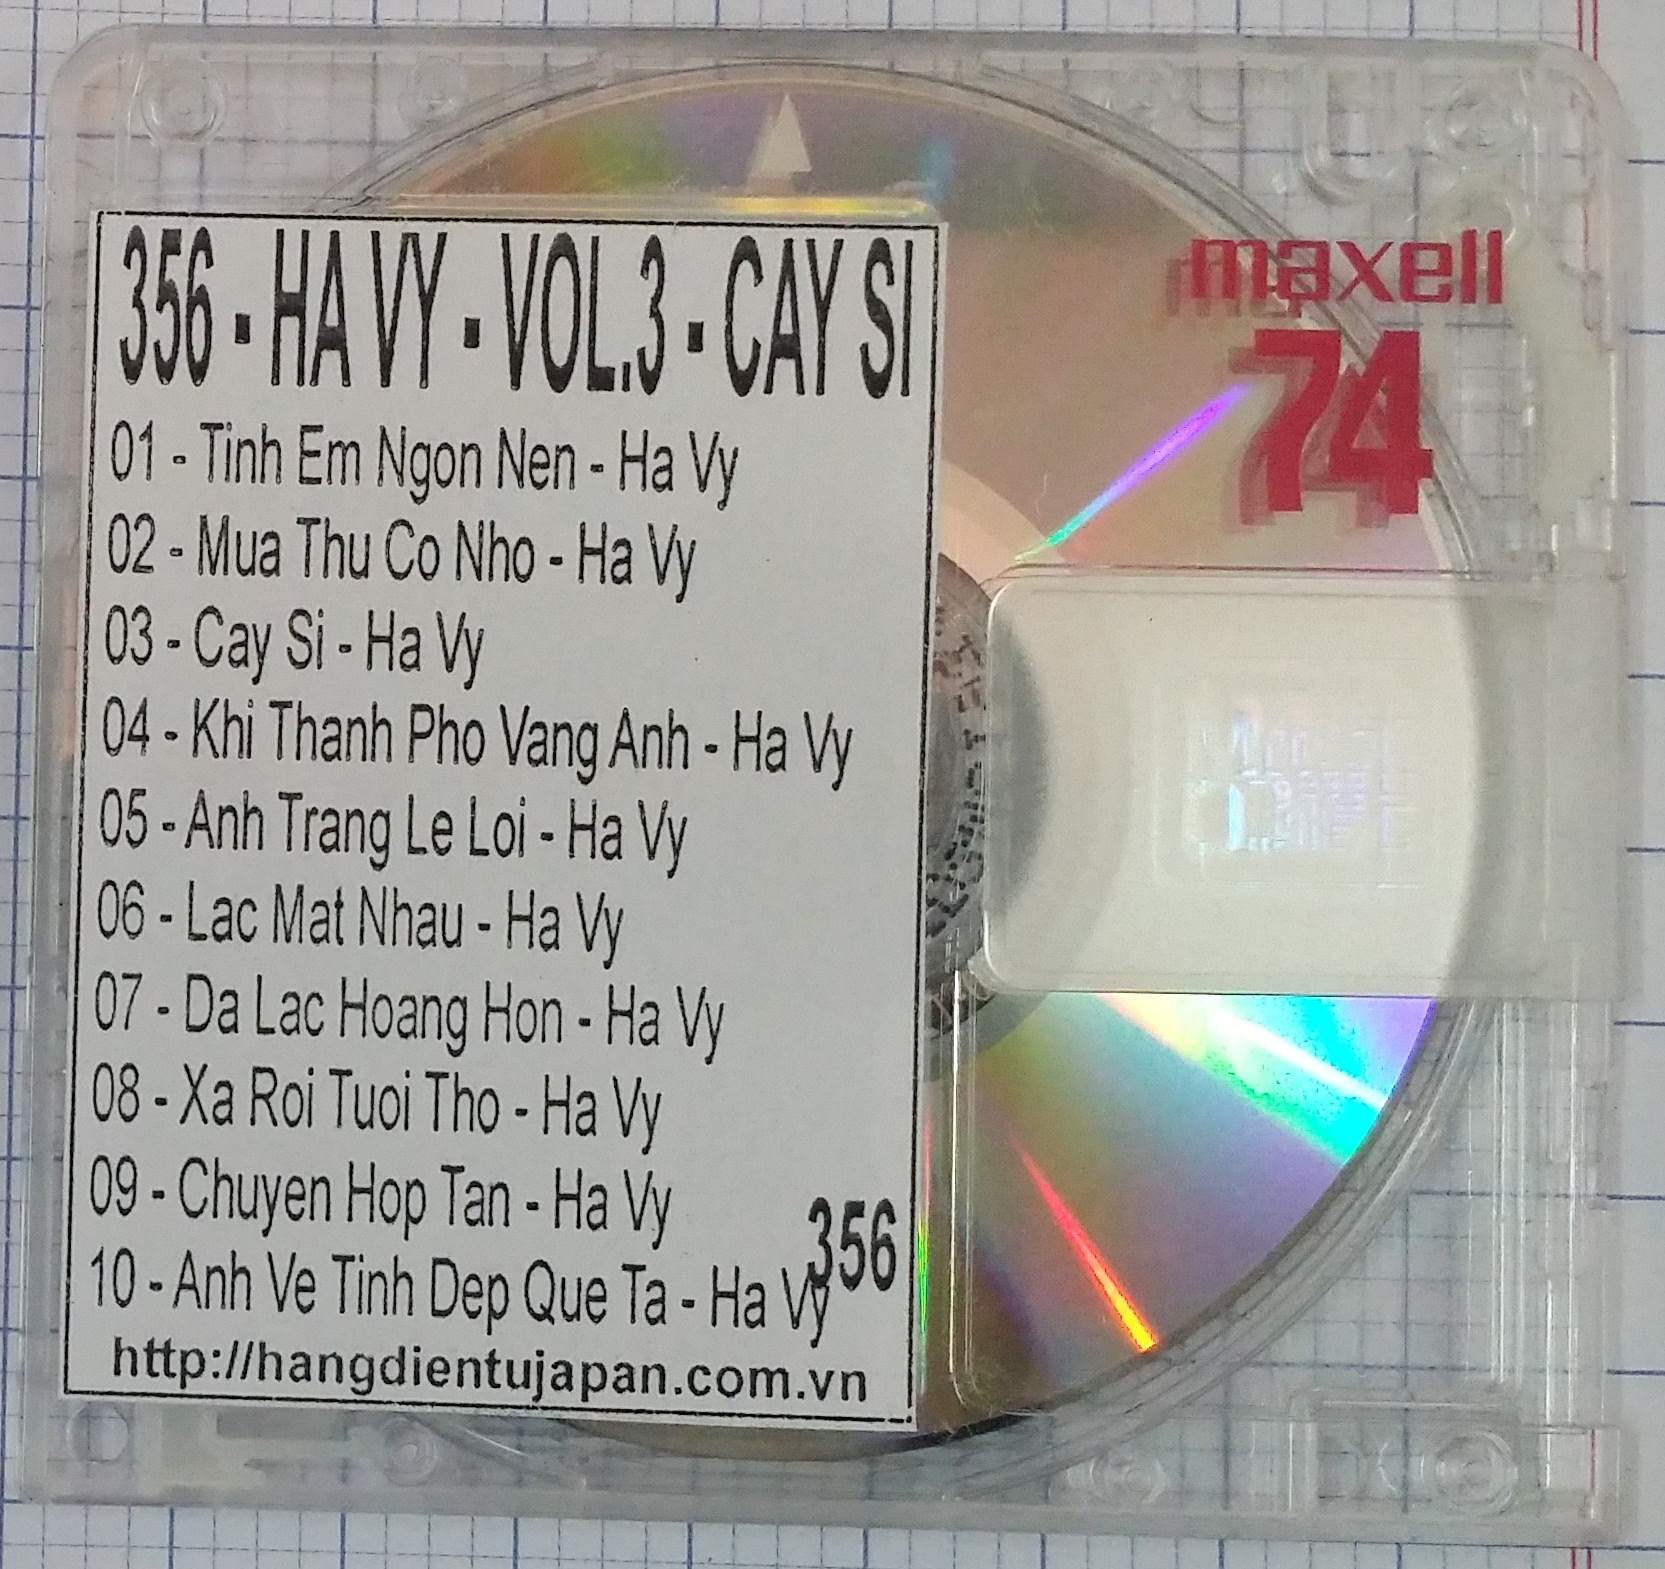 356 - HA VY - VOL.3 - CAY SI
01 - Tinh Em Ngon Nen - Ha Vy
02 - Mua Thu Co Nho - Ha Vy
03 - Cay Si - Ha Vy
04 - Khi Thanh Pho Vang Anh - Ha Vy
05 - Anh Trang Le Loi - Ha Vy
06 - Lac Mat Nhau - Ha Vy
07 - Da Lac Hoang Hon - Ha Vy
08 - Xa Roi Tuoi Tho - Ha Vy
09 - Chuyen Hop Tan - Ha Vy
10 - Anh Ve Tinh Dep Que Ta - Ha Vy
356
http://hangdientujapan.com.vn
maxell
74